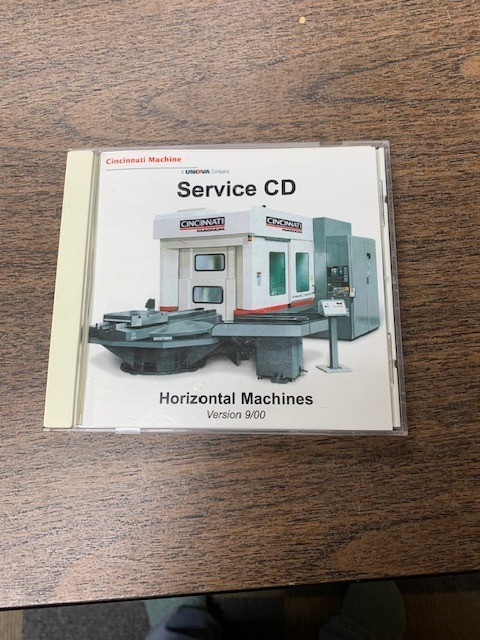 Cincinnati Machine
A UNOVA Company
Service CD
CINCINNATI
CINCINNATI
Horizontal Machines
Version 9/00